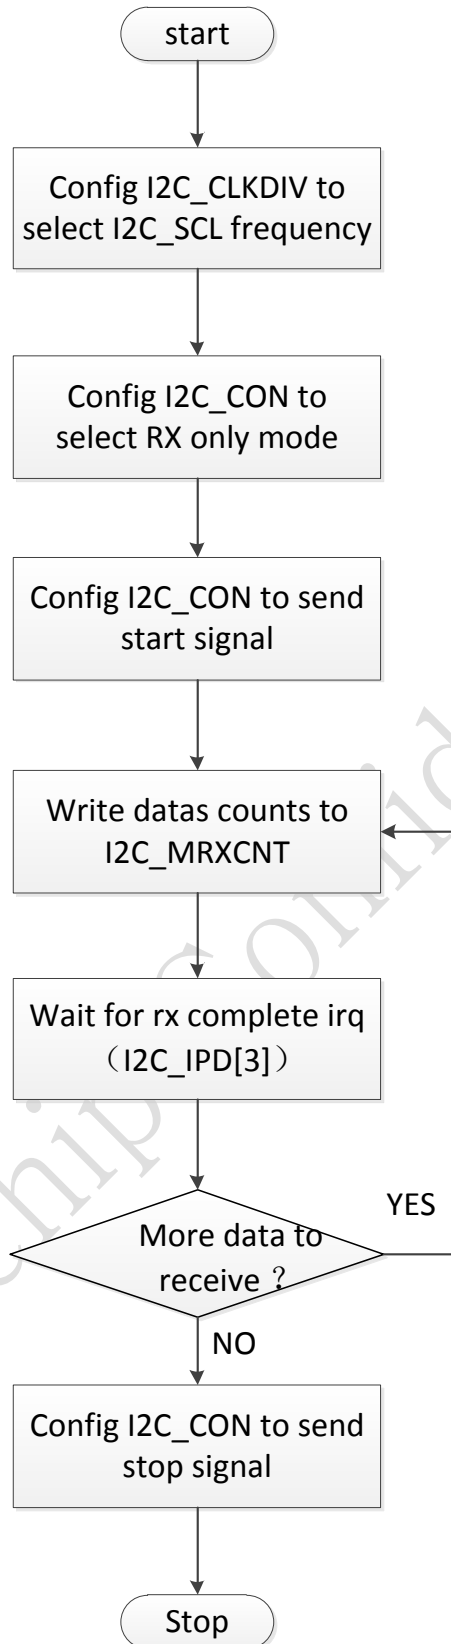 start
Config I2C_CLKDIV to
select I2C_SCL frequency
Config I2C_CON to
select RX only mode
Config I2C_CON to send
start signal
Write datas counts to
I2C_MRXCNT
Wait for rx complete irq
（I2C_IPD[3]）
More data to
receive？
YES
NO
Config I2C_CON to send
stop signal
Stop